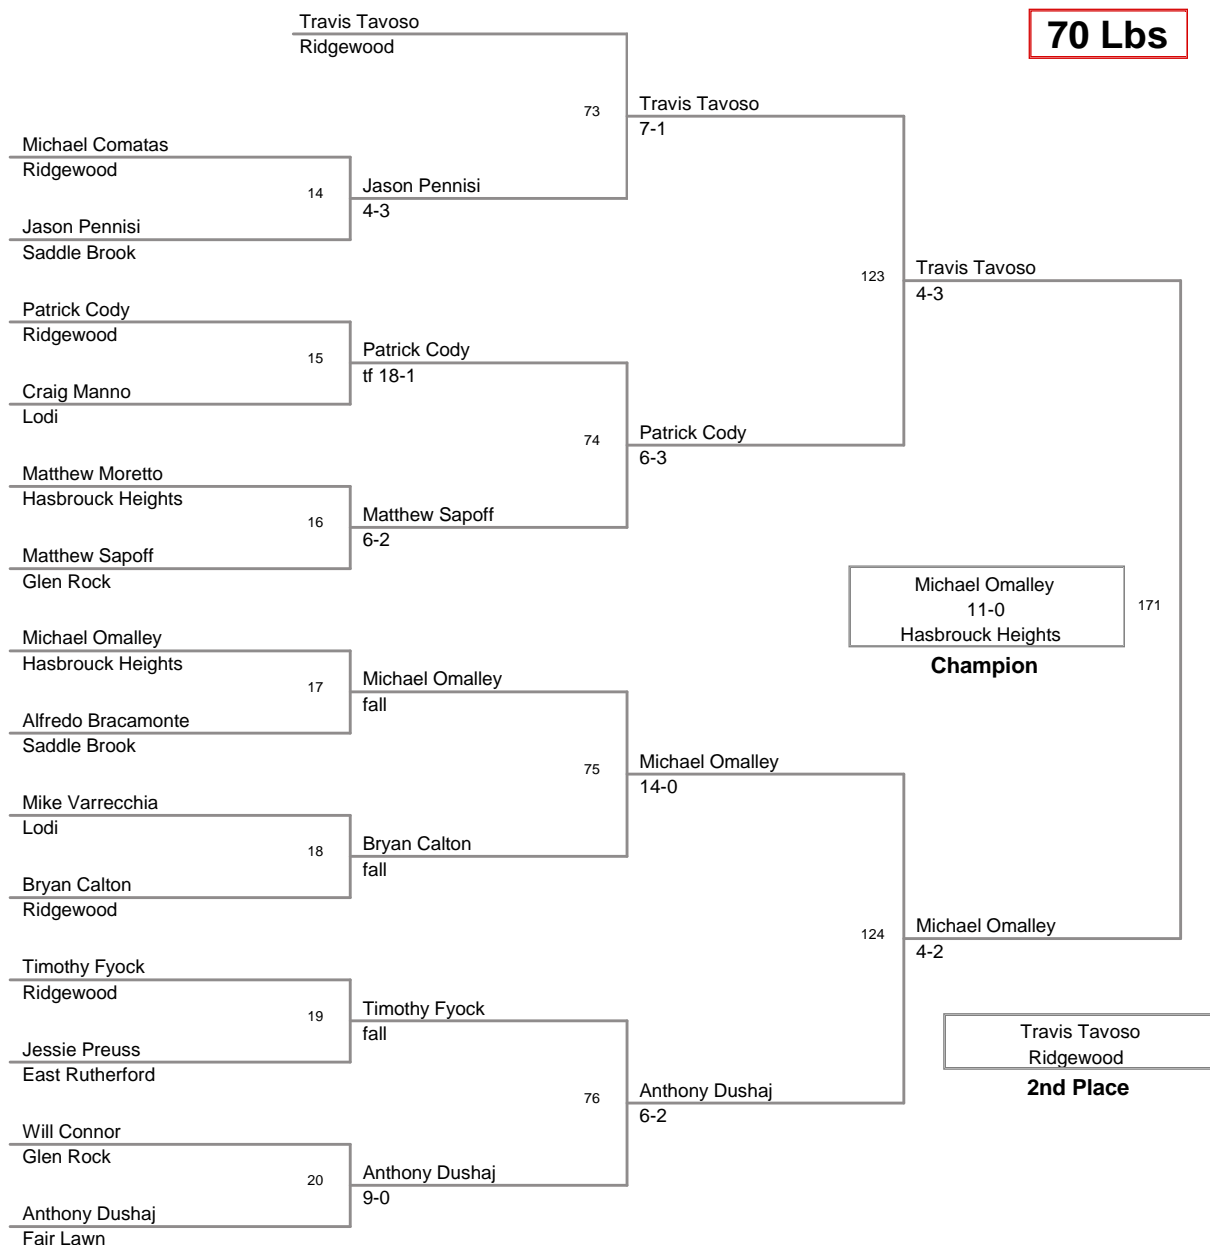 Travis Tavoso
Ridgewood
70 Lbs
73
Travis Tavoso
7-1
Michael Comatas
Ridgewood
14
Jason Pennisi
4-3
Jason Pennisi
Saddle Brook
123
Travis Tavoso
4-3
Patrick Cody
Ridgewood
15
Patrick Cody
tf 18-1
Craig Manno
Lodi
74
Patrick Cody
6-3
Matthew Moretto
Hasbrouck Heights
16
Matthew Sapoff
6-2
Matthew Sapoff
Glen Rock
Michael Omalley
11-0
Hasbrouck Heights
171
Champion
Michael Omalley
Hasbrouck Heights
17
Michael Omalley
fall
Alfredo Bracamonte
Saddle Brook
75
Michael Omalley
14-0
Mike Varrecchia
Lodi
18
Bryan Calton
fall
Bryan Calton
Ridgewood
124
Michael Omalley
4-2
Timothy Fyock
Ridgewood
19
Timothy Fyock
fall
Jessie Preuss
East Rutherford
Travis Tavoso
Ridgewood
2nd Place
76
Anthony Dushaj
6-2
Will Connor
Glen Rock
20
Anthony Dushaj
9-0
Anthony Dushaj
Fair Lawn